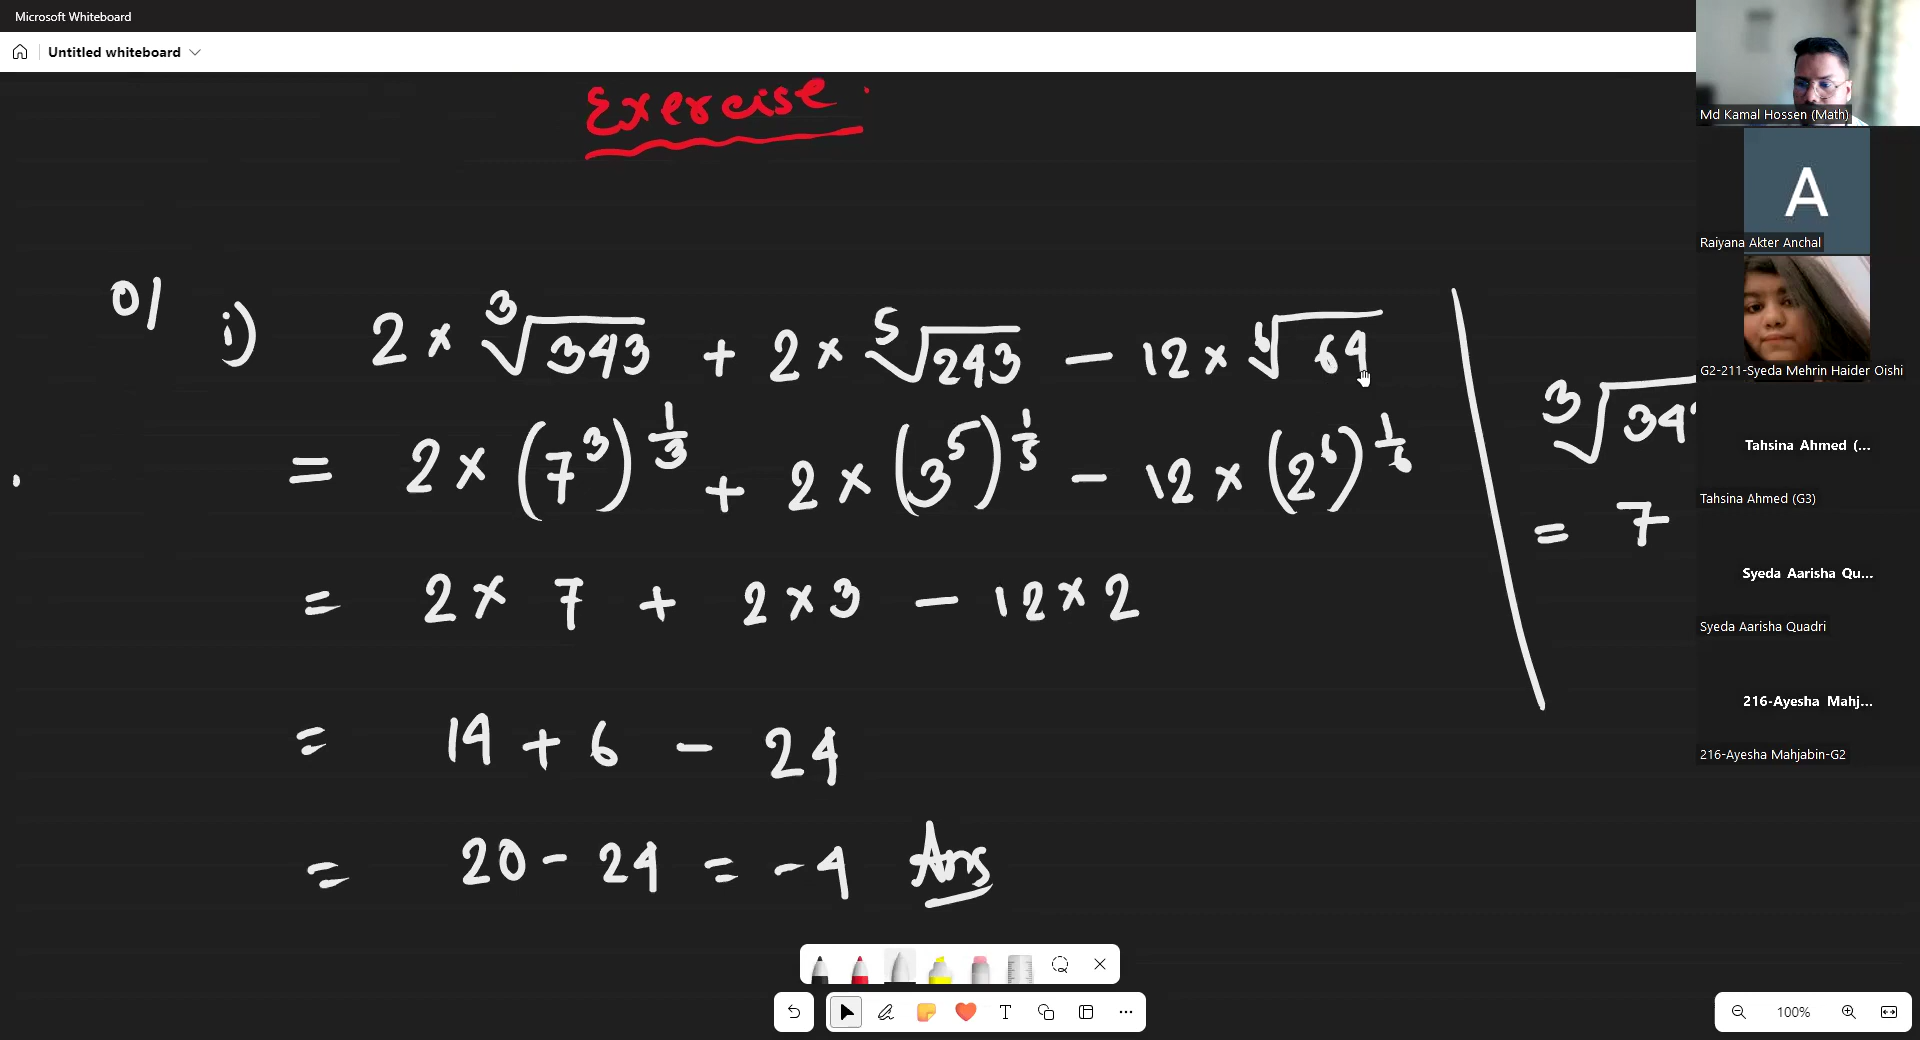 Microsoft Whiteboard
Untitled whiteboard
Exercise.
01 i) 2 × ³√343 + 2 × ⁵√243 − 12 × ⁶√64
= 2 × (7³)^1/3 + 2 × (3⁵)^1/5 − 12 × (2⁶)^1/6
= 2 × 7 + 2 × 3 − 12 × 2
= 14 + 6 − 24
= 20 − 24 = −4 Ans
³√34
= 7
Md Kamal Hossen (Math)
A
Raiyana Akter Anchal
G2-211-Syeda Mehrin Haider Oishi
Tahsina Ahmed (...
Tahsina Ahmed (G3)
Syeda Aarisha Qu...
Syeda Aarisha Quadri
216-Ayesha Mahj...
216-Ayesha Mahjabin-G2
T
100%